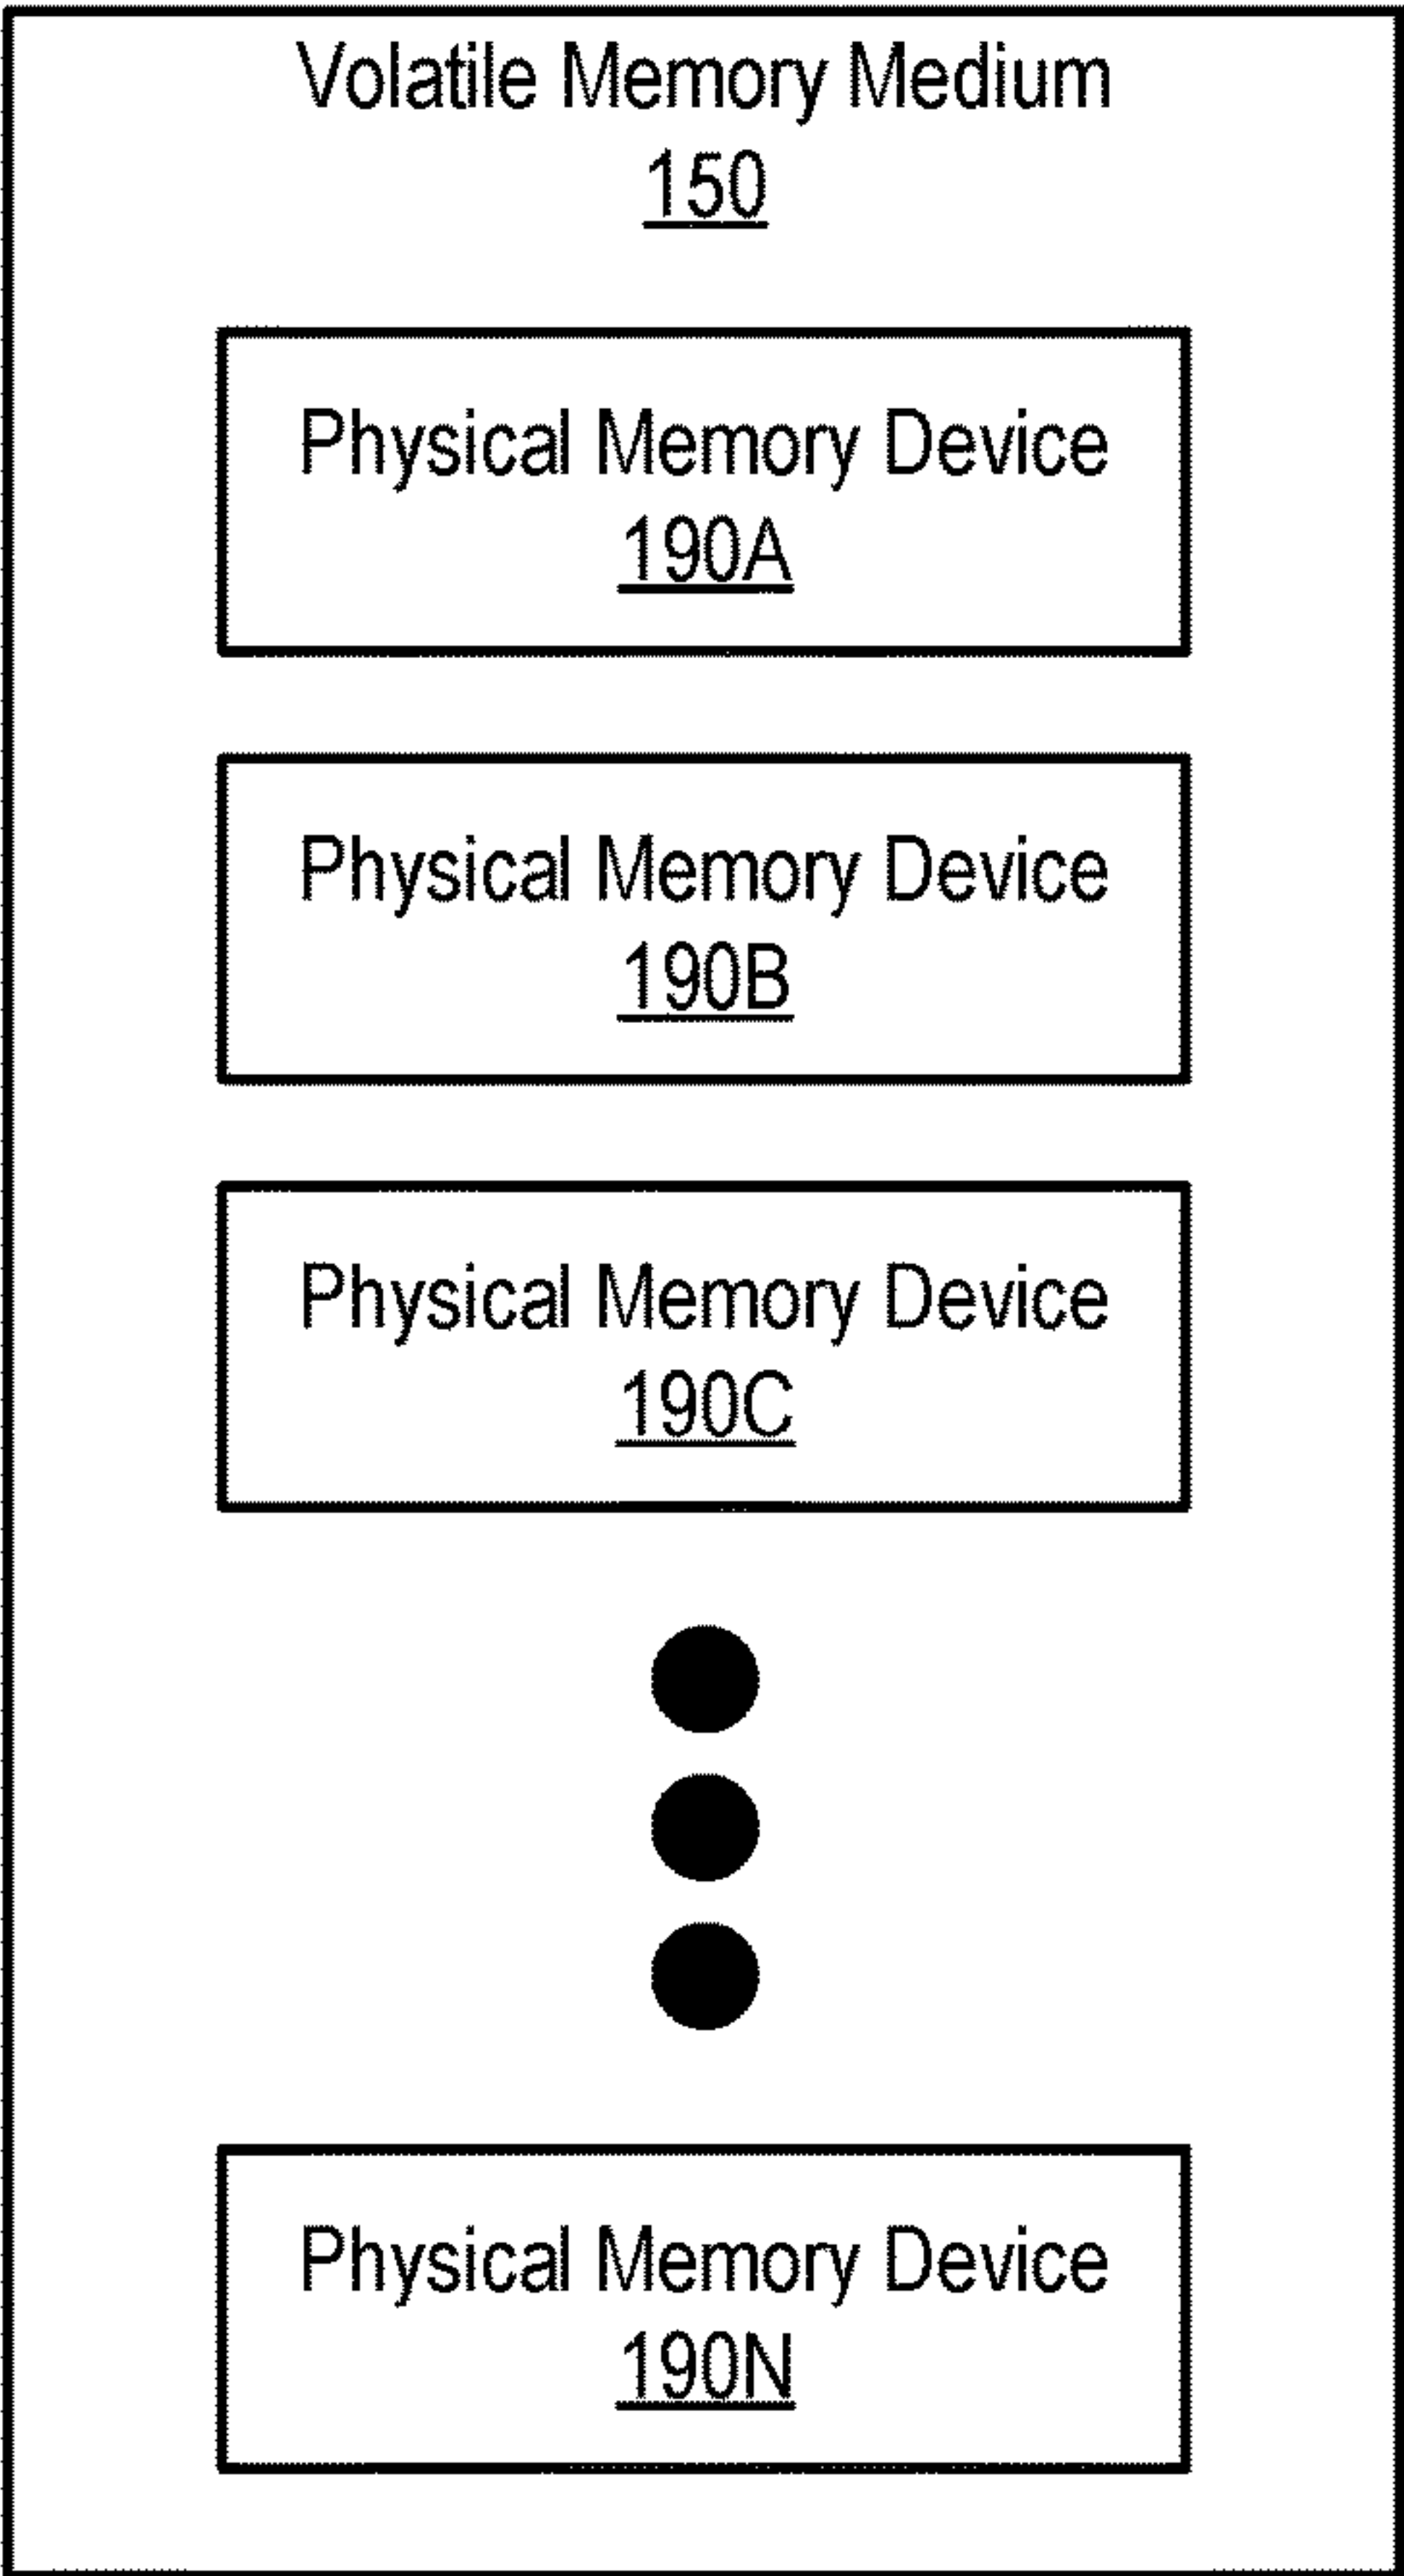 Volatile Memory Medium
150
Physical Memory Device
190A
Physical Memory Device
190B
Physical Memory Device
190C
Physical Memory Device
190N